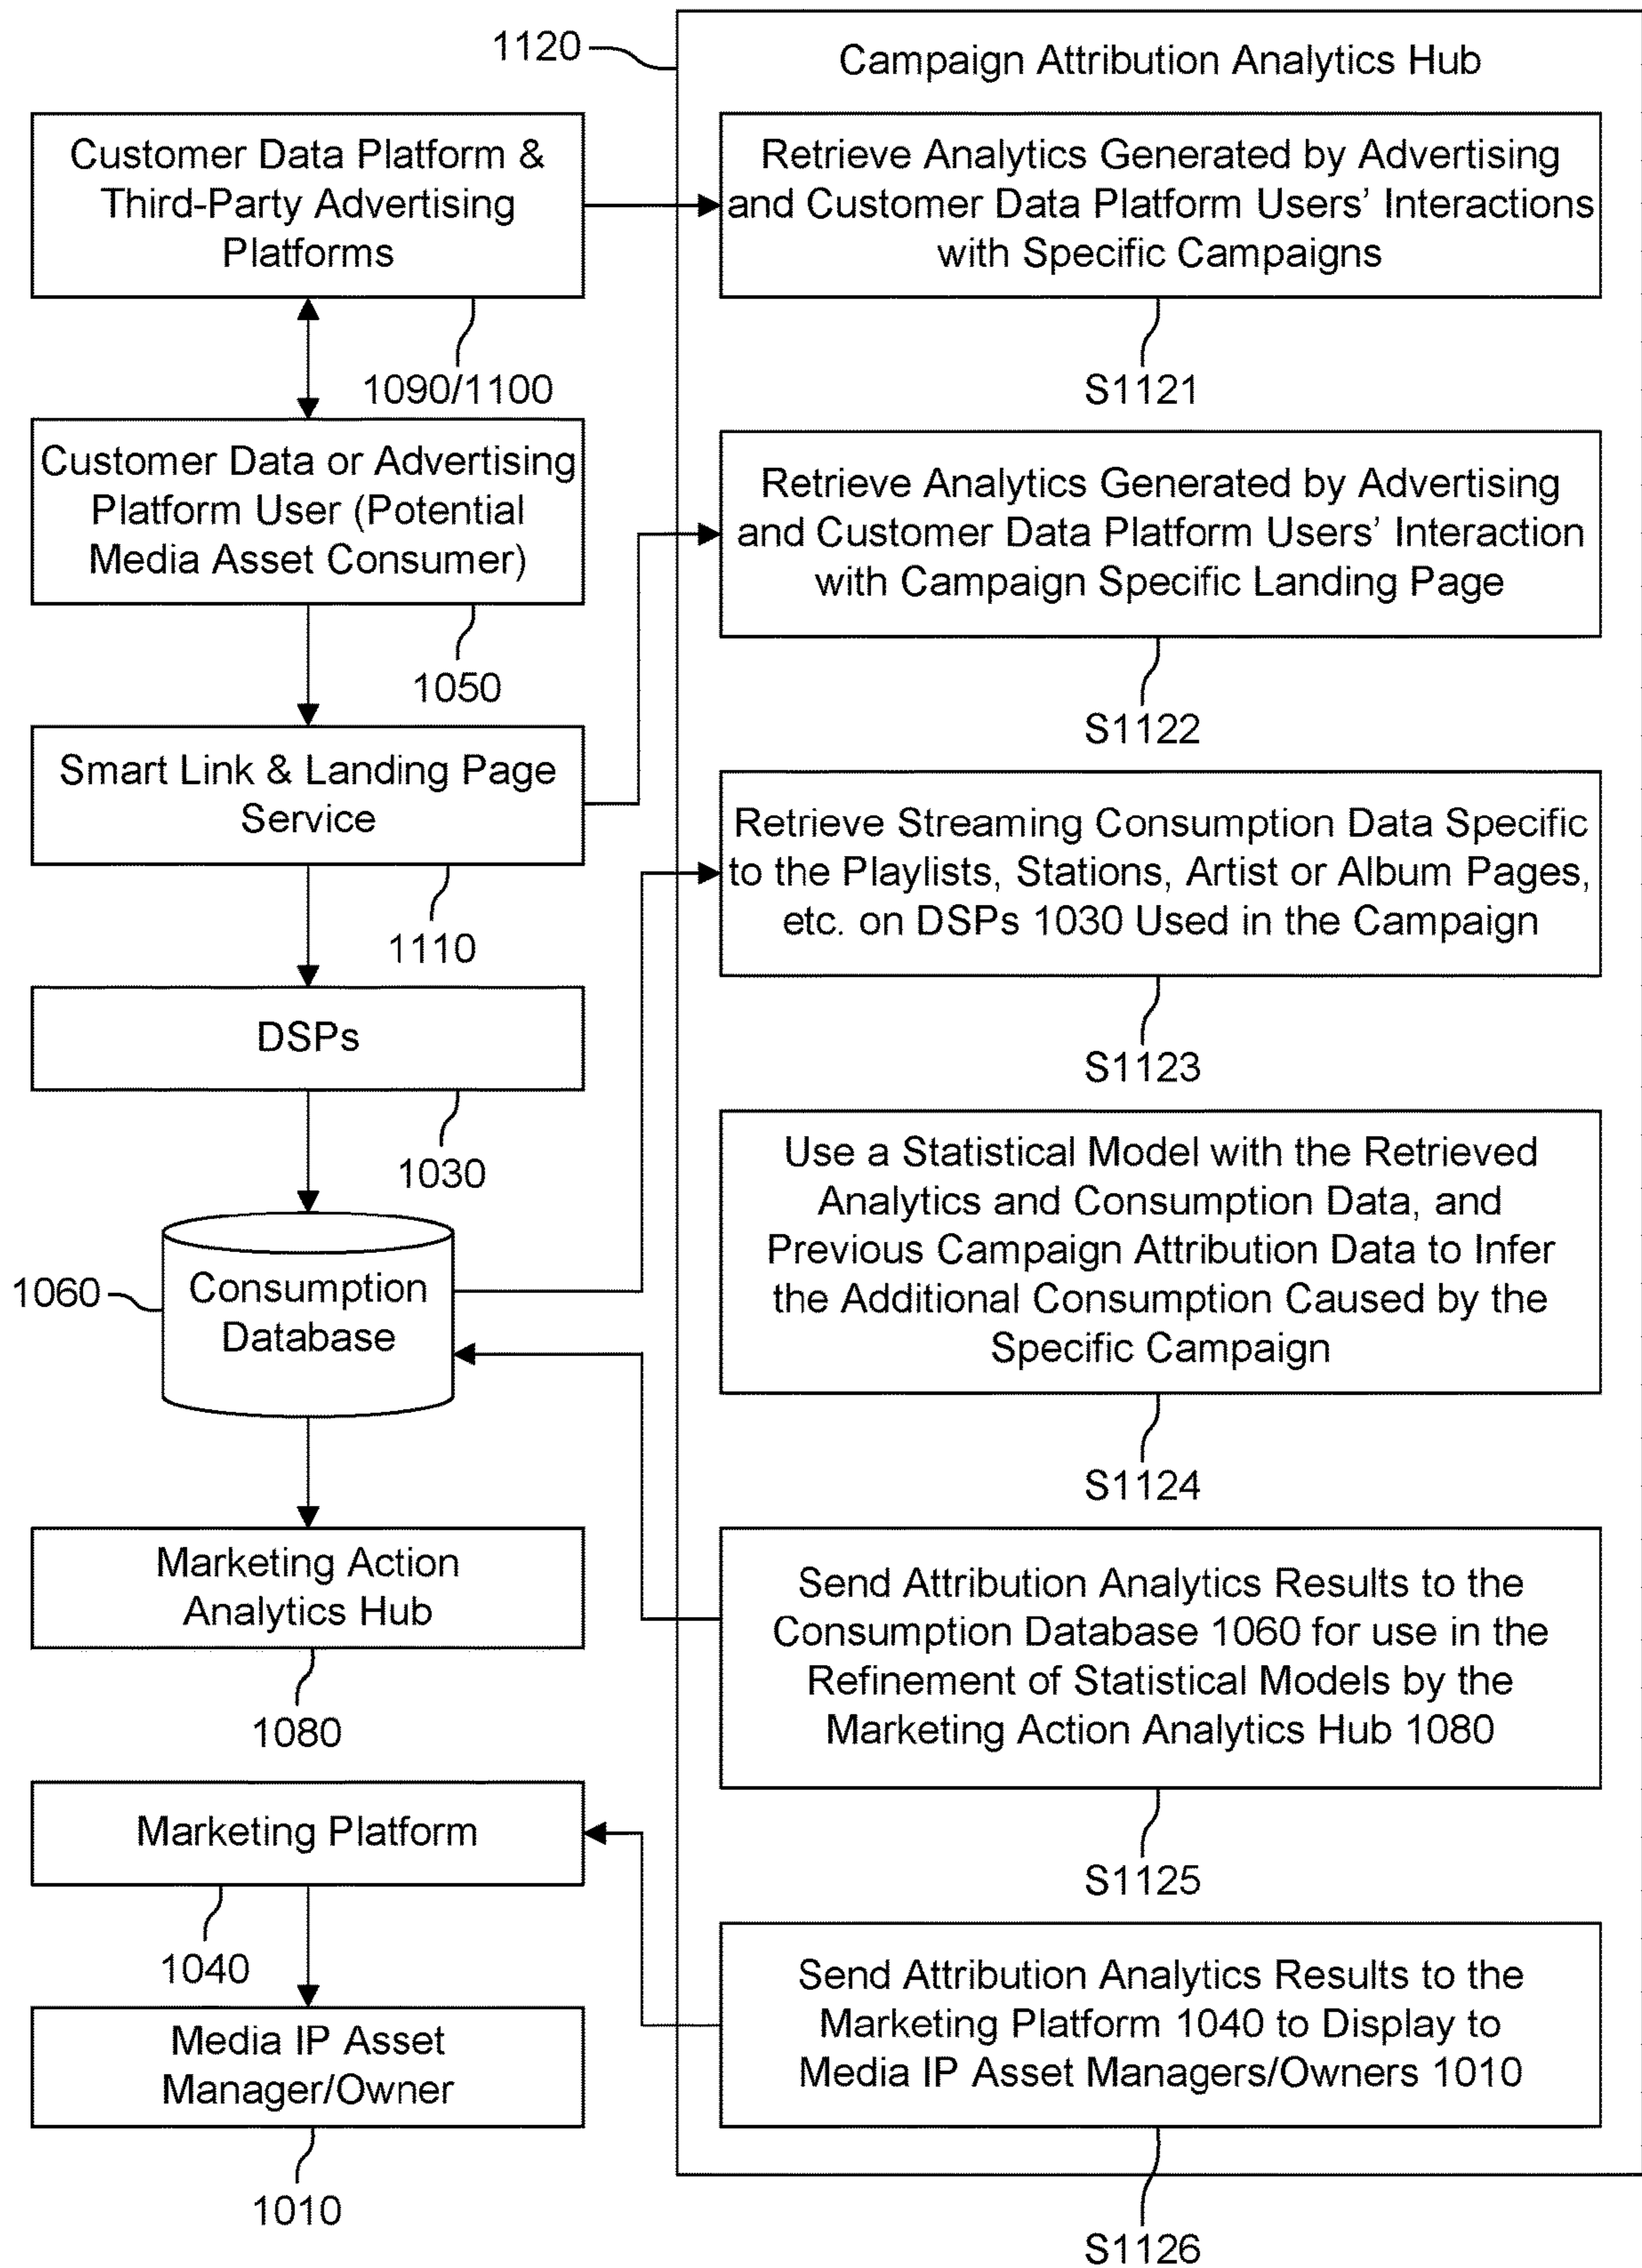 1120
Campaign Attribution Analytics Hub
Customer Data Platform &
Third-Party Advertising
Platforms
1090/1100
Retrieve Analytics Generated by Advertising
and Customer Data Platform Users’ Interactions
with Specific Campaigns
S1121
Customer Data or Advertising
Platform User (Potential
Media Asset Consumer)
1050
Retrieve Analytics Generated by Advertising
and Customer Data Platform Users’ Interaction
with Campaign Specific Landing Page
S1122
Smart Link & Landing Page
Service
1110
Retrieve Streaming Consumption Data Specific
to the Playlists, Stations, Artist or Album Pages,
etc. on DSPs 1030 Used in the Campaign
S1123
DSPs
1030
Use a Statistical Model with the Retrieved
Analytics and Consumption Data, and
Previous Campaign Attribution Data to Infer
the Additional Consumption Caused by the
Specific Campaign
S1124
1060
Consumption
Database
Marketing Action
Analytics Hub
1080
Send Attribution Analytics Results to the
Consumption Database 1060 for use in the
Refinement of Statistical Models by the
Marketing Action Analytics Hub 1080
S1125
Marketing Platform
1040
Send Attribution Analytics Results to the
Marketing Platform 1040 to Display to
Media IP Asset Managers/Owners 1010
S1126
Media IP Asset
Manager/Owner
1010